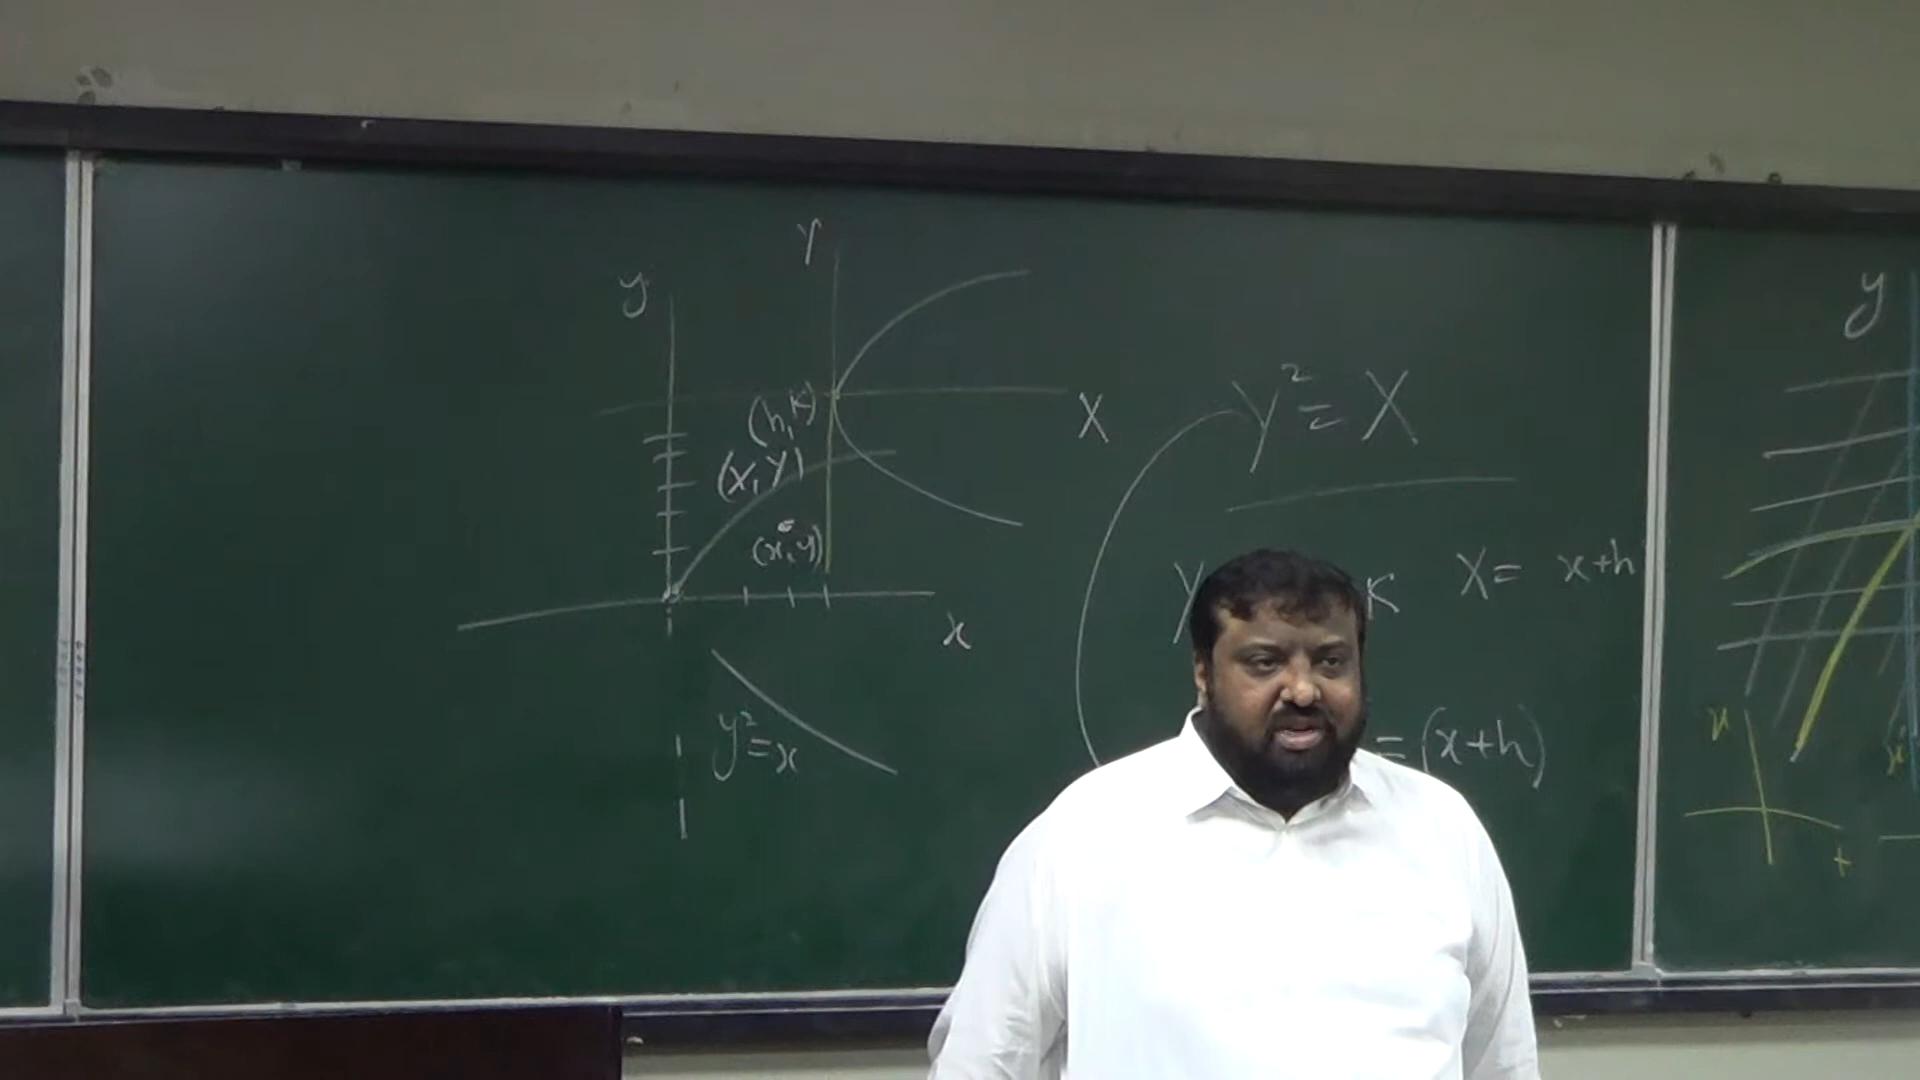 Y
y
(h, K)
X
(X, Y)
(x, y)
x
y² = x
Y² = X
Y
K
X = x+h
= (x+h)
y
x